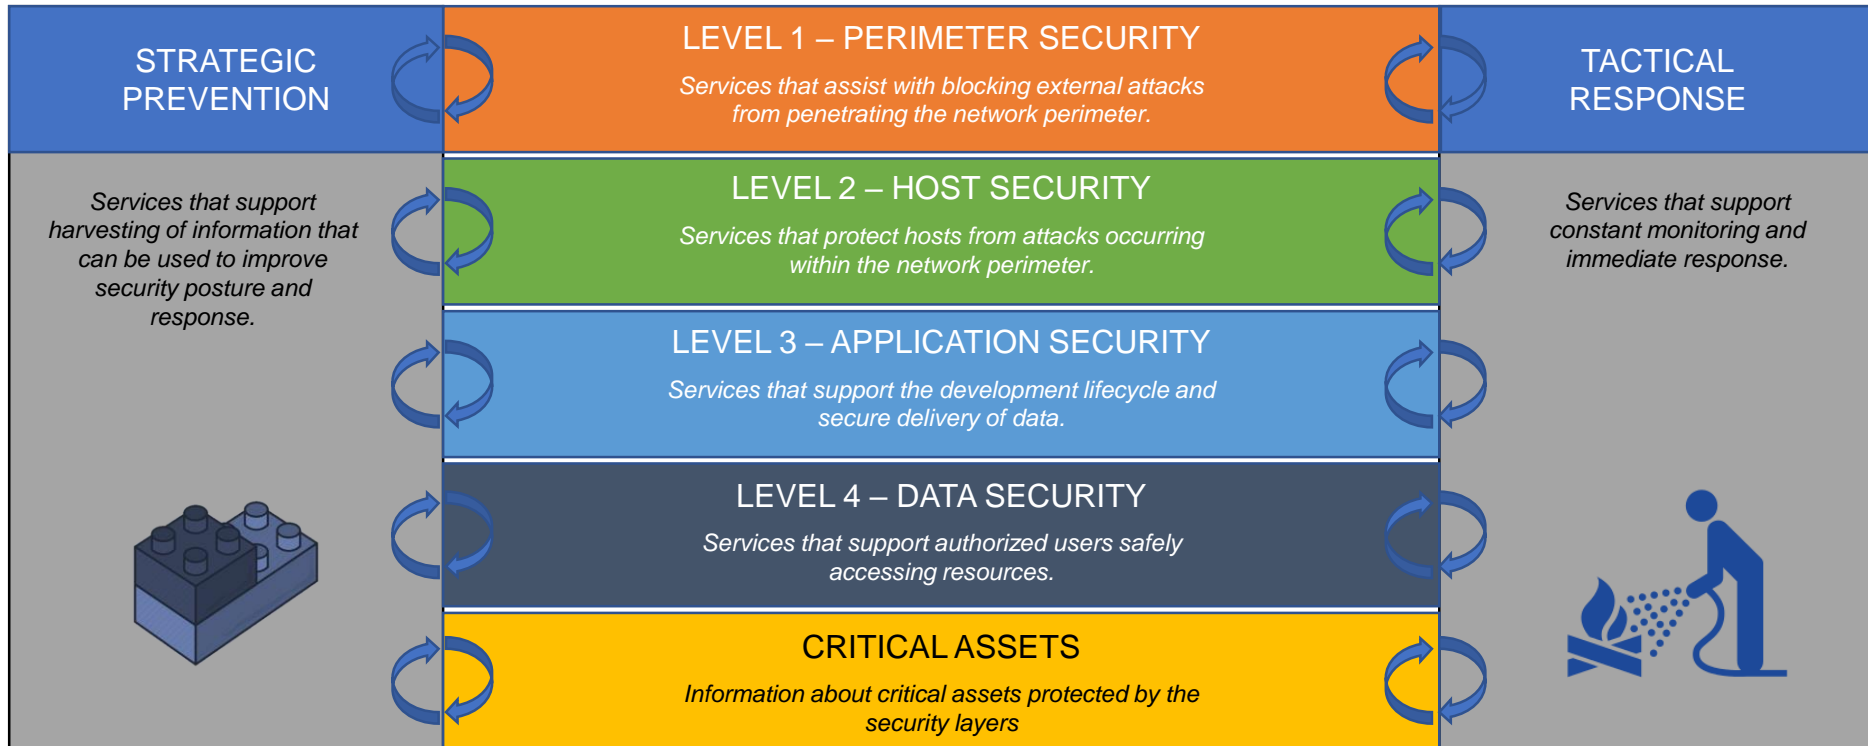 STRATEGIC
PREVENTION
LEVEL 1 – PERIMETER SECURITY
Services that assist with blocking external attacks
from penetrating the network perimeter.
TACTICAL
RESPONSE
Services that support
harvesting of information that
can be used to improve
security posture and
response.
LEVEL 2 – HOST SECURITY
Services that protect hosts from attacks occurring
within the network perimeter.
Services that support
constant monitoring and
immediate response.
LEVEL 3 – APPLICATION SECURITY
Services that support the development lifecycle and
secure delivery of data.
LEVEL 4 – DATA SECURITY
Services that support authorized users safely
accessing resources.
CRITICAL ASSETS
Information about critical assets protected by the
security layers